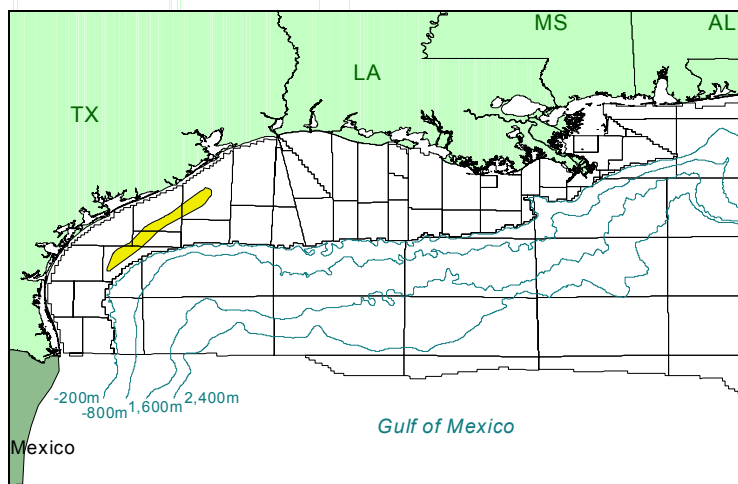 MS
AL
LA
TX
-200m
-800m
1,600m
2,400m
Gulf of Mexico
Mexico